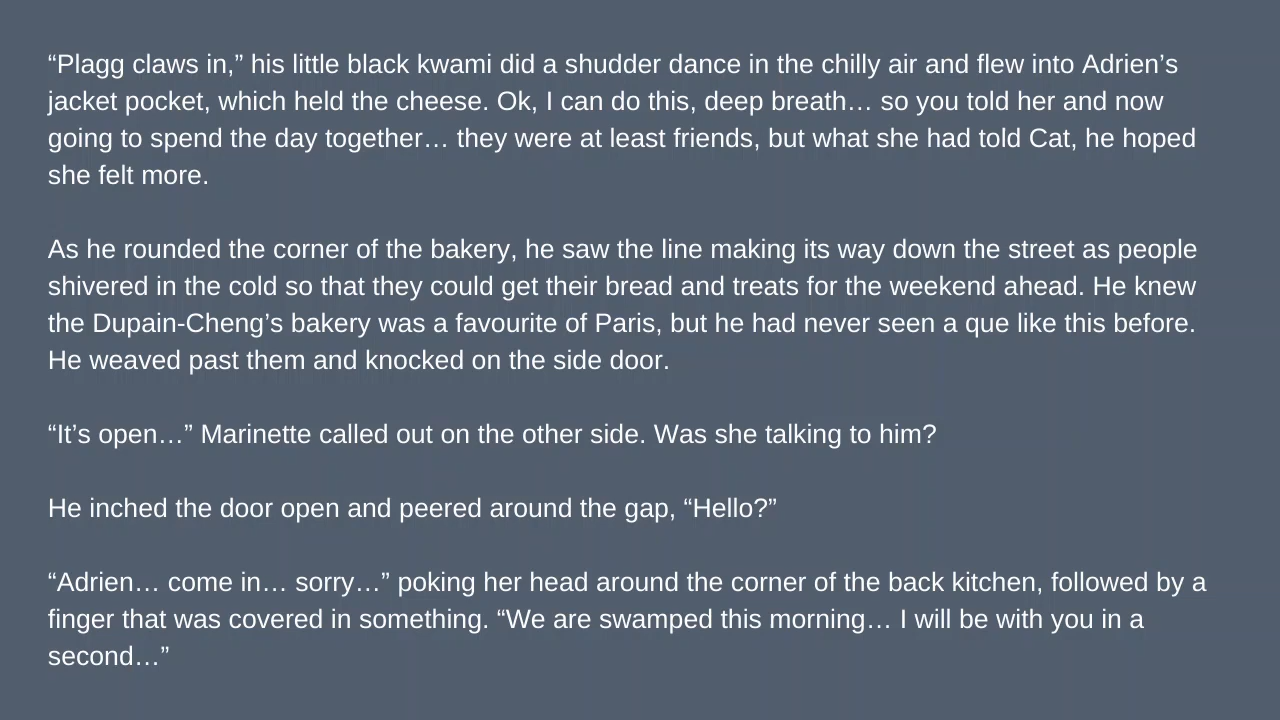 “Plagg claws in,” his little black kwami did a shudder dance in the chilly air and flew into Adrien’s
jacket pocket, which held the cheese. Ok, I can do this, deep breath… so you told her and now
going to spend the day together… they were at least friends, but what she had told Cat, he hoped
she felt more.
As he rounded the corner of the bakery, he saw the line making its way down the street as people
shivered in the cold so that they could get their bread and treats for the weekend ahead. He knew
the Dupain-Cheng’s bakery was a favourite of Paris, but he had never seen a que like this before.
He weaved past them and knocked on the side door.
“It’s open…” Marinette called out on the other side. Was she talking to him?
He inched the door open and peered around the gap, “Hello?”
“Adrien… come in… sorry…” poking her head around the corner of the back kitchen, followed by a
finger that was covered in something. “We are swamped this morning… I will be with you in a
second…”